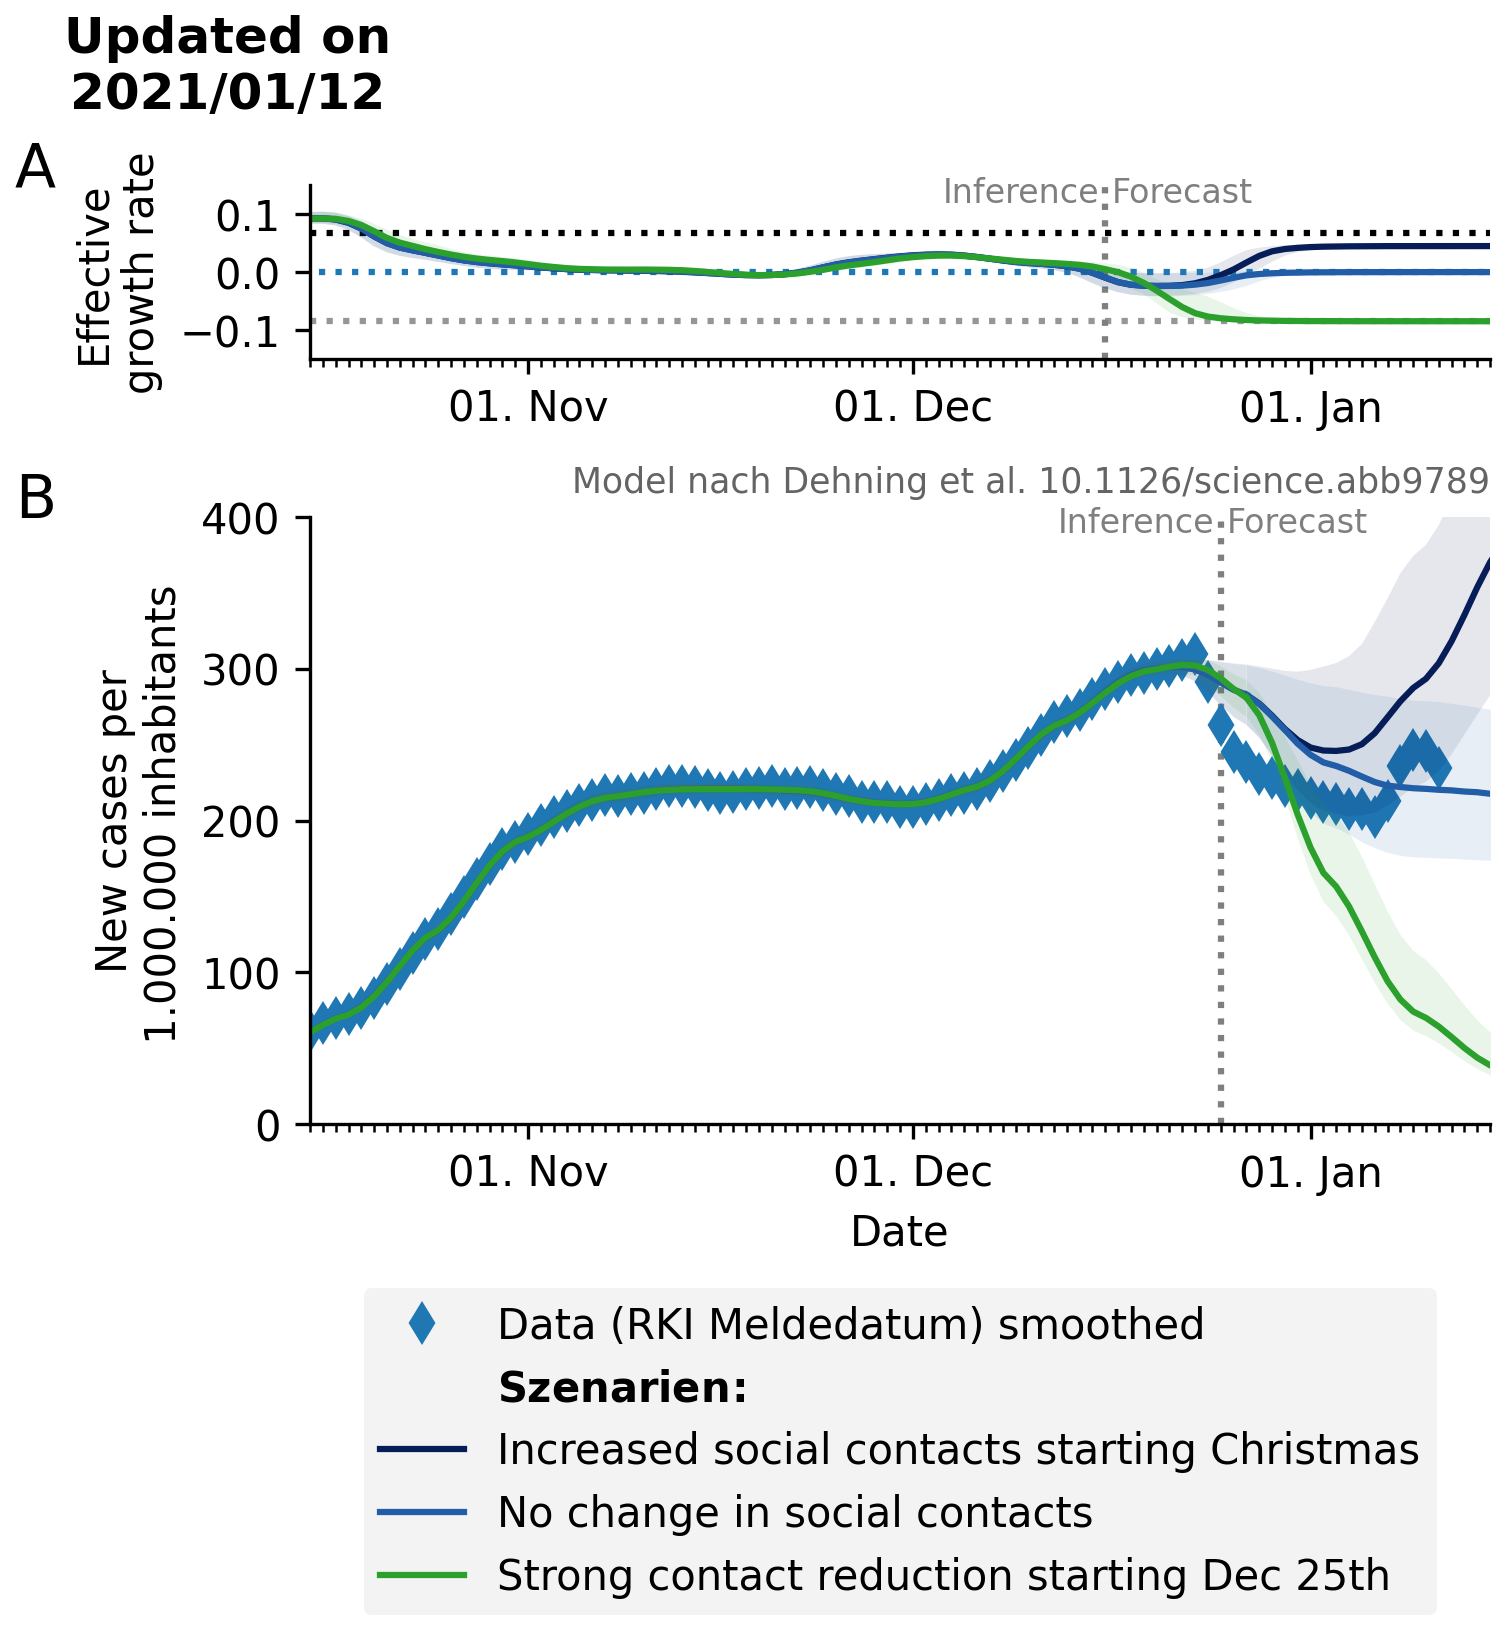 Updated on
2021/01/12
A
Effective
growth rate
0.1
0.0
−0.1
Inference
Forecast
01. Nov
01. Dec
01. Jan
B
Model nach Dehning et al. 10.1126/science.abb9789
Inference
Forecast
New cases per
1.000.000 inhabitants
400
300
200
100
0
01. Nov
01. Dec
01. Jan
Date
Data (RKI Meldedatum) smoothed
Szenarien:
Increased social contacts starting Christmas
No change in social contacts
Strong contact reduction starting Dec 25th